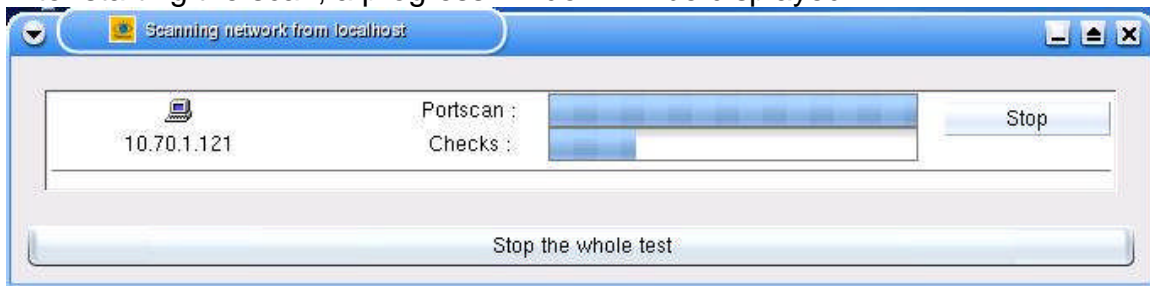 Scanning network from localhost
Portscan :
Stop
10.70.1.121
Checks :
Stop the whole test